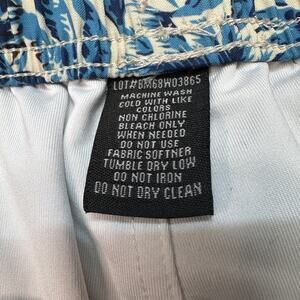 LOT#BM68W03865
MACHINE WASH
COLD WITH LIKE
COLORS
NON CHLORINE
BLEACH ONLY
WHEN NEEDED
DO NOT USE
FABRIC SOFTNER
TUMBLE DRY LOW
DO NOT IRON
DO NOT DRY CLEAN